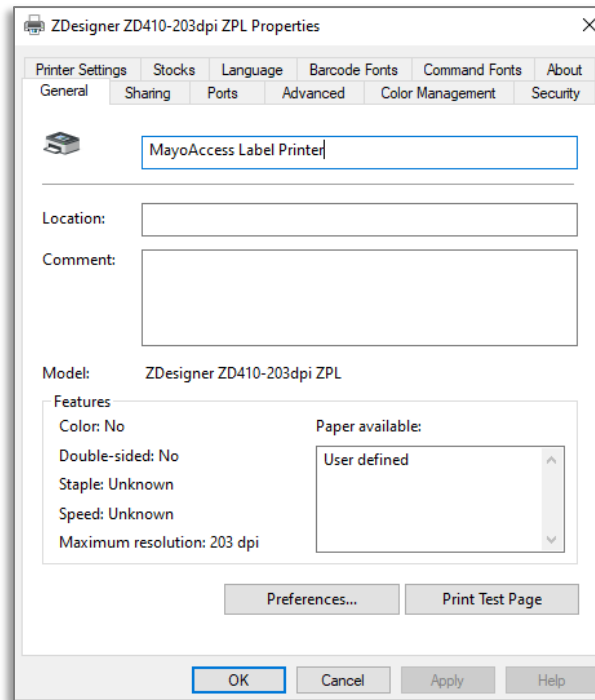 ZDesigner ZD410-203dpi ZPL Properties
Printer Settings Stocks Language Barcode Fonts Command Fonts About
General Sharing Ports Advanced Color Management Security
MayoAccess Label Printer
Location:
Comment:
Model: ZDesigner ZD410-203dpi ZPL
Features
Color: No
Double-sided: No
Staple: Unknown
Speed: Unknown
Maximum resolution: 203 dpi
Paper available:
User defined
Preferences... Print Test Page
OK Cancel Apply Help